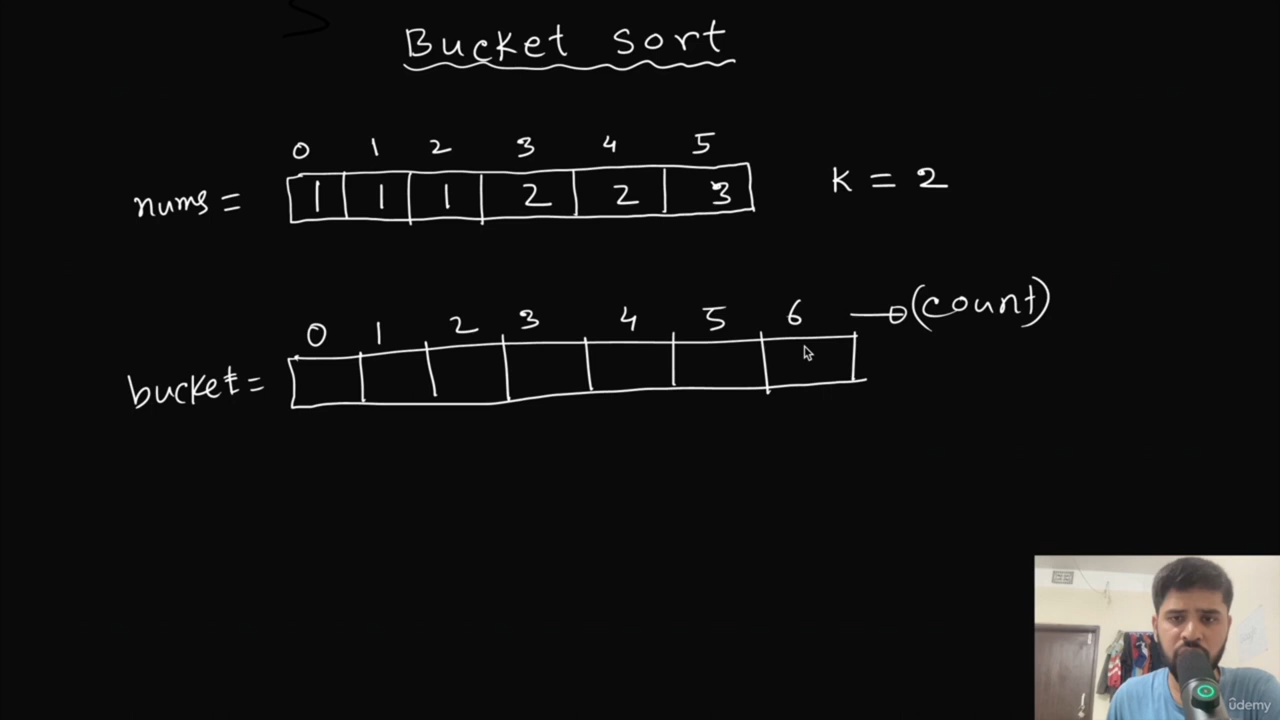 Bucket sort
0 1 2 3 4 5
nums = 1 1 1 2 2 3 K = 2
0 1 2 3 4 5 6 → (count)
bucket =
ûdemy